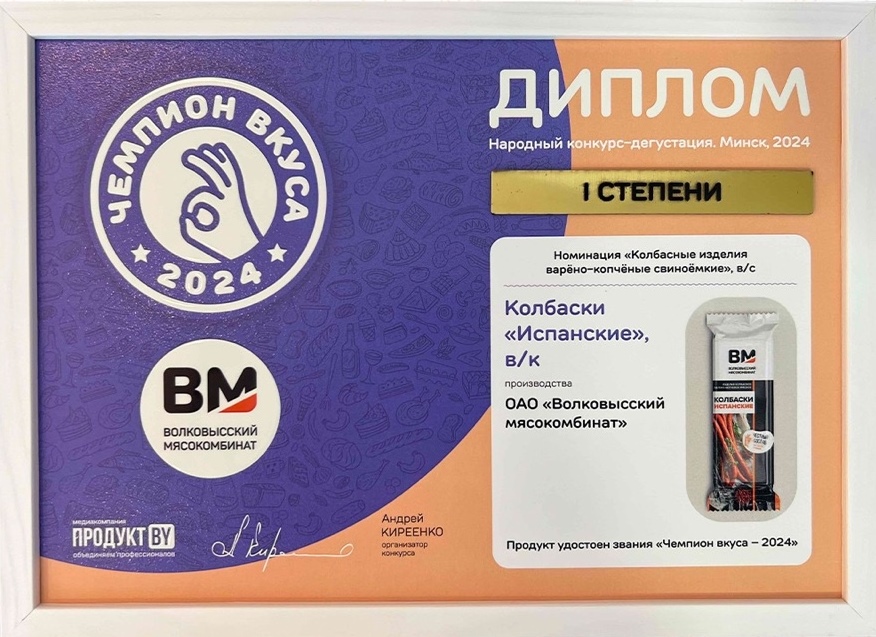 ЧЕМПИОН ВКУСА
2024
ВМ
ВОЛКОВЫССКИЙ
МЯСОКОМБИНАТ
медиакомпания
ПРОДУКТ BY
объединяем профессионалов
Андрей
КИРЕЕНКО
организатор
конкурса
ДИПЛОМ
Народный конкурс-дегустация. Минск, 2024
I СТЕПЕНИ
Номинация «Колбасные изделия
варёно-копчёные свиноёмкие», в/с
Колбаски
«Испанские»,
в/к
производства
ОАО «Волковысский
мясокомбинат»
ВМ
ВОЛКОВЫССКИЙ
МЯСОКОМБИНАТ
КОЛБАСКИ
ИСПАНСКИЕ
Продукт удостоен звания «Чемпион вкуса – 2024»